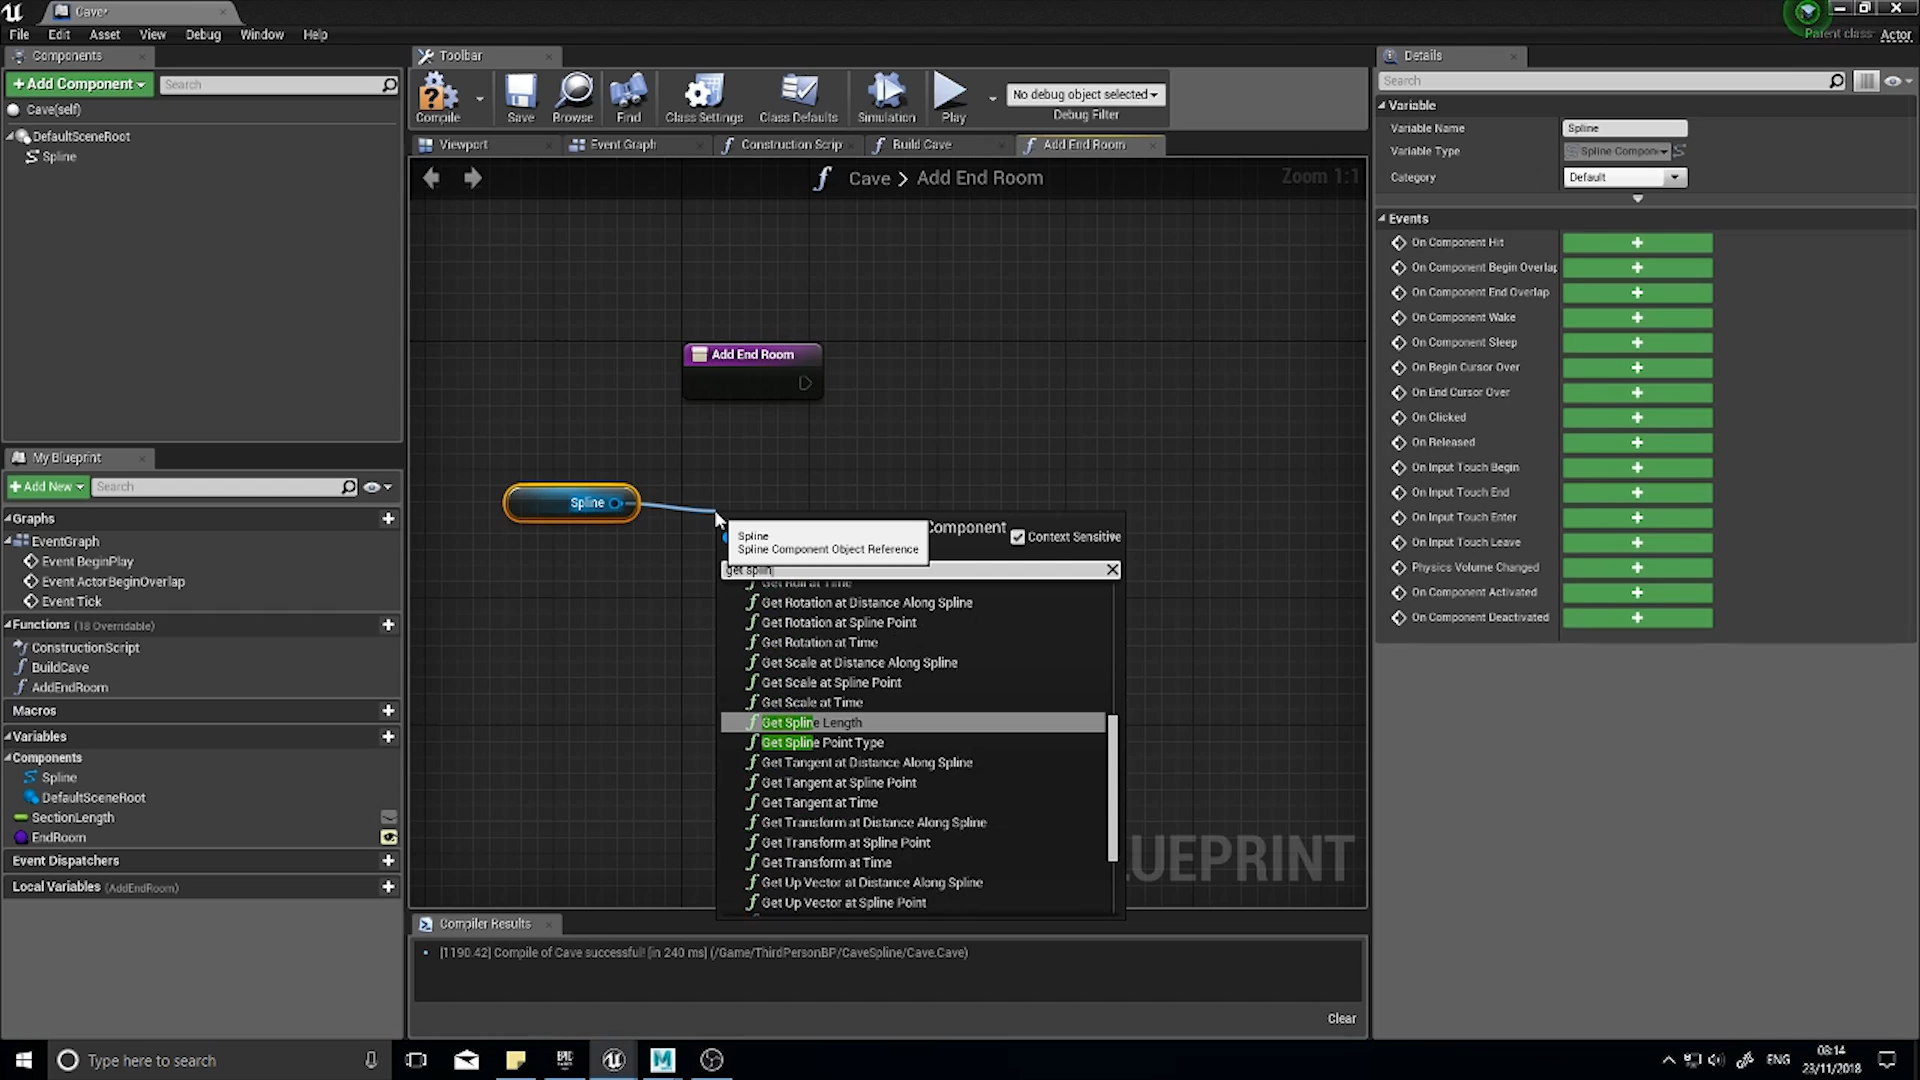 Cave*
File Edit Asset View Debug Window Help
Parent class: Actor
Components
+ Add Component
Search
Cave(self)
DefaultSceneRoot
Spline
Toolbar
Compile
Save
Browse
Find
Class Settings
Class Defaults
Simulation
Play
No debug object selected
Debug Filter
Viewport
Event Graph
Construction Scrip
Build Cave
Add End Room
Cave > Add End Room
Zoom 1:1
Add End Room
Spline
Spline
Spline Component Object Reference
Component
Context Sensitive
get splin
Get Roll at Time
Get Rotation at Distance Along Spline
Get Rotation at Spline Point
Get Rotation at Time
Get Scale at Distance Along Spline
Get Scale at Spline Point
Get Scale at Time
Get Spline Length
Get Spline Point Type
Get Tangent at Distance Along Spline
Get Tangent at Spline Point
Get Tangent at Time
Get Transform at Distance Along Spline
Get Transform at Spline Point
Get Transform at Time
Get Up Vector at Distance Along Spline
Get Up Vector at Spline Point
LUEPRINT
My Blueprint
+ Add New
Search
Graphs
EventGraph
Event BeginPlay
Event ActorBeginOverlap
Event Tick
Functions (18 Overridable)
ConstructionScript
BuildCave
AddEndRoom
Macros
Variables
Components
Spline
DefaultSceneRoot
SectionLength
EndRoom
Event Dispatchers
Local Variables (AddEndRoom)
Compiler Results
[1190.42] Compile of Cave successful! [in 240 ms] (/Game/ThirdPersonBP/CaveSpline/Cave.Cave)
Clear
Details
Search
Variable
Variable Name Spline
Variable Type Spline Compon
Category Default
Events
On Component Hit
On Component Begin Overlap
On Component End Overlap
On Component Wake
On Component Sleep
On Begin Cursor Over
On End Cursor Over
On Clicked
On Released
On Input Touch Begin
On Input Touch End
On Input Touch Enter
On Input Touch Leave
Physics Volume Changed
On Component Activated
On Component Deactivated
Type here to search
ENG
08:14
23/11/2018